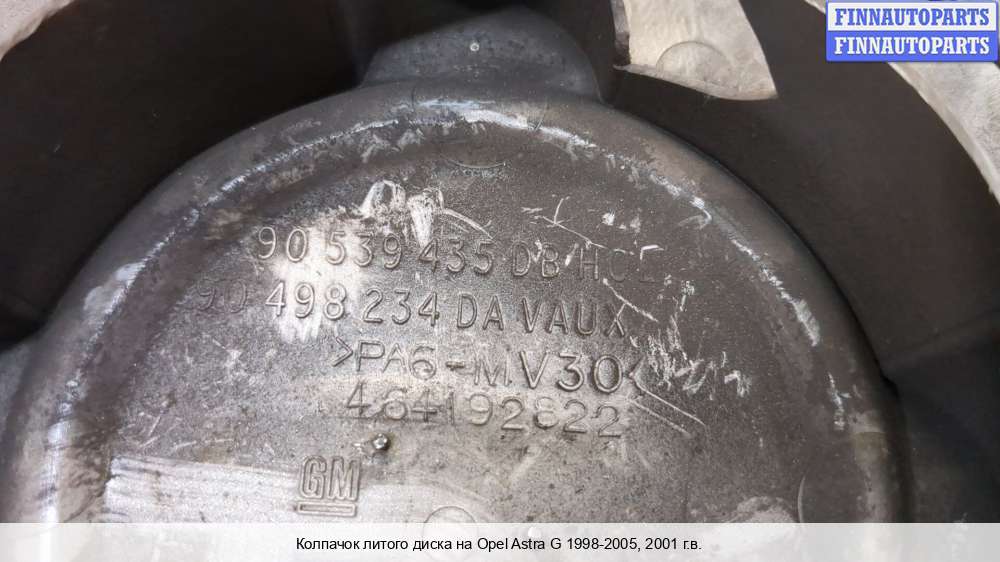 FINNAUTOPARTS
FINNAUTOPARTS
90 539 435 DB HOL
90 498 234 DA VAUX.
>PA6-MV30<
464192822
GM
Колпачок литого диска на Opel Astra G 1998-2005, 2001 г.в.